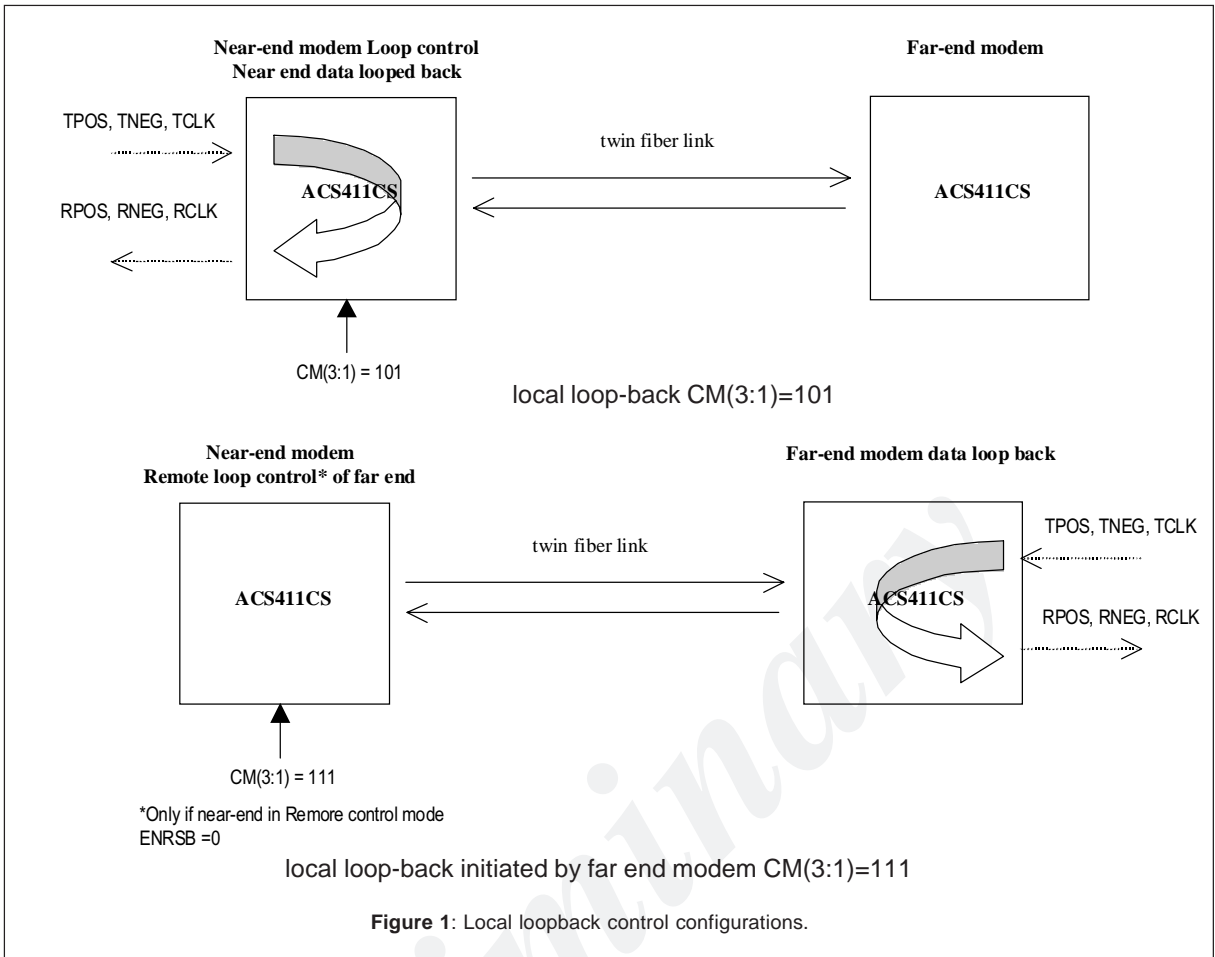 Near-end modem Loop control
Near end data looped back
Far-end modem
TPOS, TNEG, TCLK
twin fiber link
ACS411CS
ACS411CS
RPOS, RNEG, RCLK
CM(3:1) = 101
local loop-back CM(3:1)=101
Near-end modem
Remote loop control* of far end
Far-end modem data loop back
TPOS, TNEG, TCLK
twin fiber link
ACS411CS
ACS411CS
RPOS, RNEG, RCLK
CM(3:1) = 111
*Only if near-end in Remore control mode
ENRSB =0
local loop-back initiated by far end modem CM(3:1)=111
Figure 1: Local loopback control configurations.